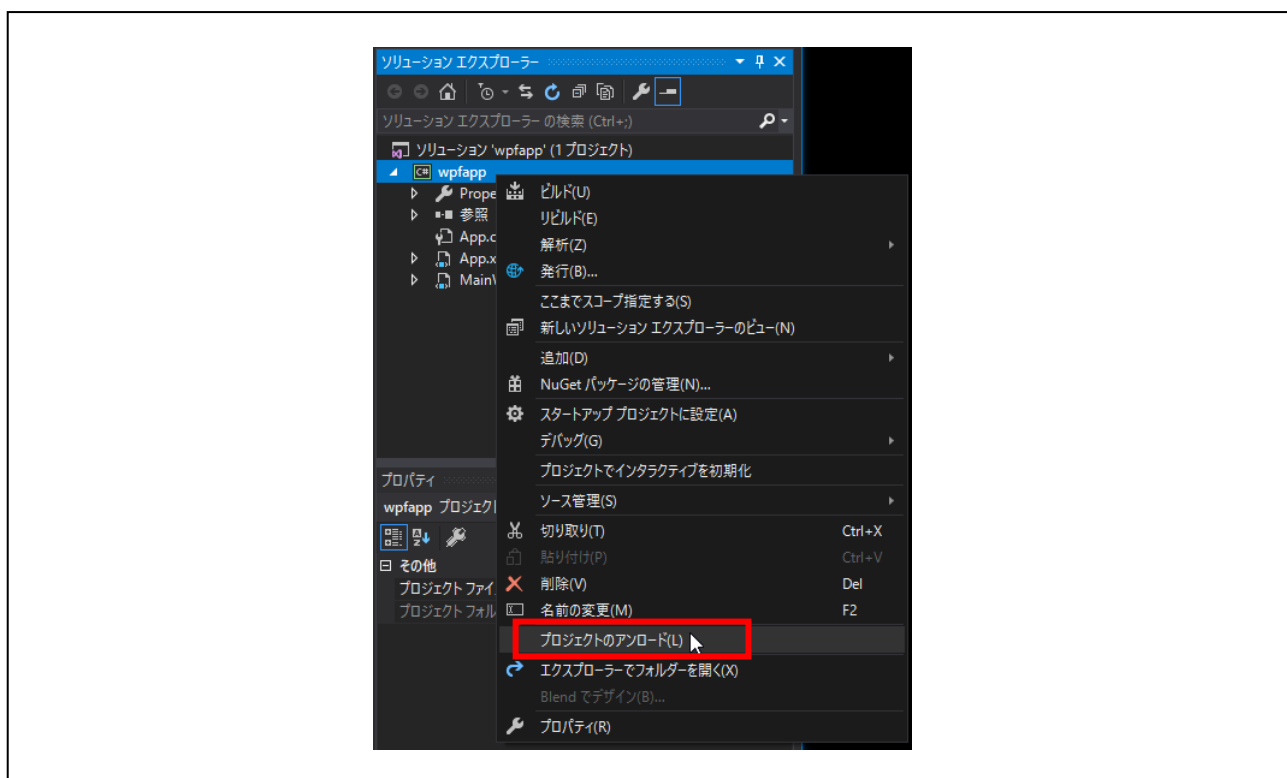 ソリューション エクスプローラー
ソリューション エクスプローラー の検索 (Ctrl+;)
ソリューション 'wpfapp' (1 プロジェクト)
C# wpfapp
Prope
参照
App.c
App.x
Main
ビルド(U)
リビルド(E)
解析(Z)
発行(B)...
ここまでスコープ指定する(S)
新しいソリューション エクスプローラーのビュー(N)
追加(D)
NuGet パッケージの管理(N)...
スタートアップ プロジェクトに設定(A)
デバッグ(G)
プロジェクトでインタラクティブを初期化
ソース管理(S)
切り取り(T) Ctrl+X
貼り付け(P) Ctrl+V
削除(V) Del
名前の変更(M) F2
プロジェクトのアンロード(L)
エクスプローラーでフォルダーを開く(X)
Blend でデザイン(B)...
プロパティ(R)
プロパティ
wpfapp プロジェク
その他
プロジェクト ファイ
プロジェクト フォル